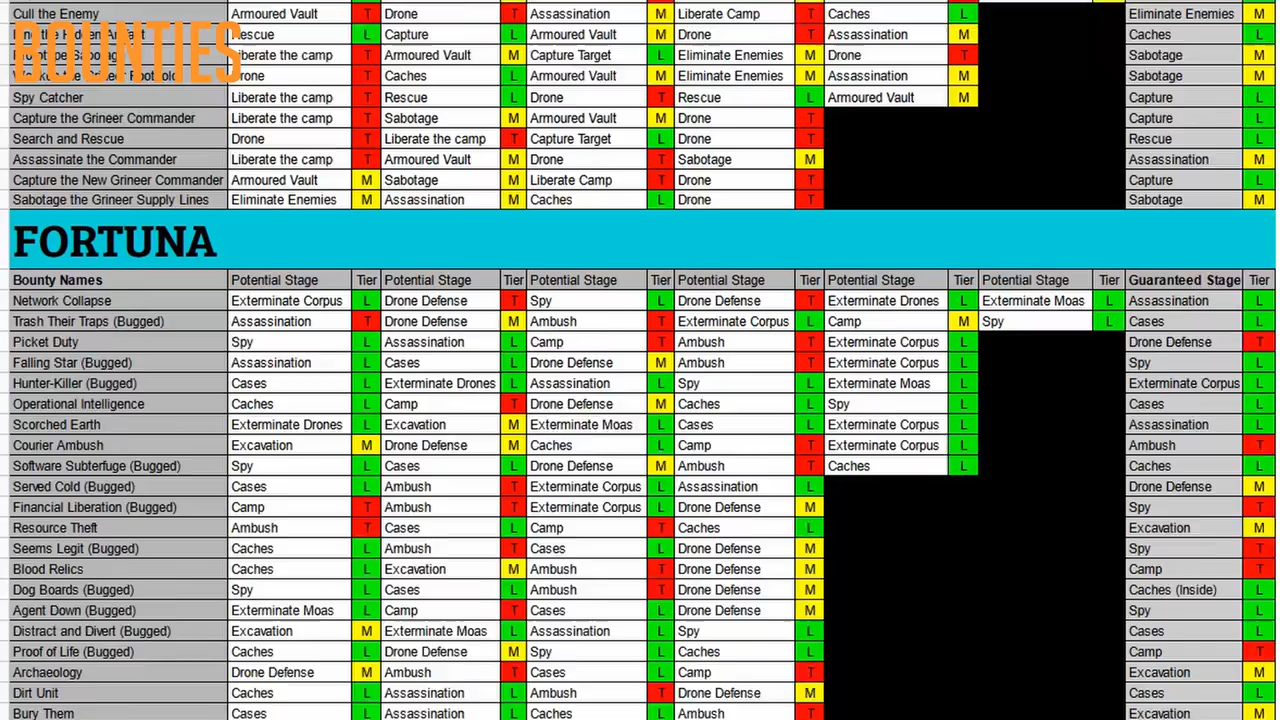 Cull the Enemy Armoured Vault T Drone T Assassination M Liberate Camp T Caches L Eliminate Enemies M
BOUNTIES
Rescue L Capture L Armoured Vault M Drone T Assassination M Caches L
Liberate the camp T Armoured Vault M Capture Target L Eliminate Enemies M Drone T Sabotage M
Drone T Caches L Armoured Vault M Eliminate Enemies M Assassination M Sabotage M
Spy Catcher Liberate the camp T Rescue L Drone T Rescue L Armoured Vault M Capture L
Capture the Grineer Commander Liberate the camp T Sabotage M Armoured Vault M Drone T Capture L
Search and Rescue Drone T Liberate the camp T Capture Target L Drone T Rescue L
Assassinate the Commander Liberate the camp T Armoured Vault M Drone T Sabotage M Assassination M
Capture the New Grineer Commander Armoured Vault M Sabotage M Liberate Camp T Drone T Capture L
Sabotage the Grineer Supply Lines Eliminate Enemies M Assassination M Caches L Drone T Sabotage M
FORTUNA
Bounty Names Potential Stage Tier Potential Stage Tier Potential Stage Tier Potential Stage Tier Potential Stage Tier Potential Stage Tier Guaranteed Stage Tier
Network Collapse Exterminate Corpus L Drone Defense T Spy L Drone Defense T Exterminate Drones L Exterminate Moas L Assassination L
Trash Their Traps (Bugged) Assassination T Drone Defense M Ambush T Exterminate Corpus L Camp M Spy L Cases L
Picket Duty Spy L Assassination L Camp T Ambush T Exterminate Corpus L Drone Defense T
Falling Star (Bugged) Assassination L Cases L Drone Defense M Ambush T Exterminate Corpus L Spy L
Hunter-Killer (Bugged) Cases L Exterminate Drones L Assassination L Spy L Exterminate Moas L Exterminate Corpus L
Operational Intelligence Caches L Camp T Drone Defense M Caches L Spy L Cases L
Scorched Earth Exterminate Drones L Excavation M Exterminate Moas L Cases L Exterminate Corpus L Assassination L
Courier Ambush Excavation M Drone Defense M Caches L Camp T Exterminate Corpus L Ambush T
Software Subterfuge (Bugged) Spy L Cases L Drone Defense M Ambush T Caches L Caches L
Served Cold (Bugged) Cases L Ambush T Exterminate Corpus L Assassination L Drone Defense M
Financial Liberation (Bugged) Camp T Ambush T Exterminate Corpus L Drone Defense M Spy T
Resource Theft Ambush T Cases L Camp T Caches L Excavation M
Seems Legit (Bugged) Caches L Ambush T Cases L Drone Defense M Spy T
Blood Relics Caches L Excavation M Ambush T Drone Defense M Camp T
Dog Boards (Bugged) Spy L Cases L Ambush T Drone Defense M Caches (Inside) L
Agent Down (Bugged) Exterminate Moas L Camp T Cases L Drone Defense M Spy L
Distract and Divert (Bugged) Excavation M Exterminate Moas L Assassination L Spy L Cases L
Proof of Life (Bugged) Caches L Drone Defense M Spy L Caches L Camp T
Archaeology Drone Defense M Ambush T Cases L Camp T Excavation M
Dirt Unit Caches L Assassination L Ambush T Drone Defense M Cases L
Bury Them Cases L Assassination L Caches L Ambush T Excavation M